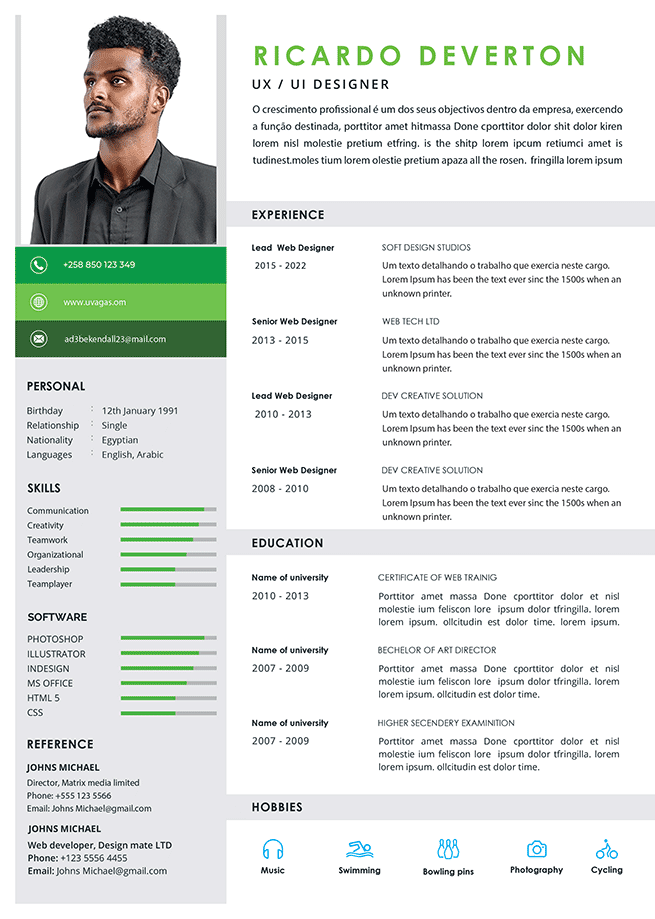 RICARDO DEVERTON
UX / UI DESIGNER
O crescimento profissional é um dos seus objectivos dentro da empresa, exercendo
a função destinada, porttitor amet hitmassa Done cporttitor dolor shit dolor kiren
lorem nisl molestie pretium etfring. is the shitp lorem ipcum retiumci amet is
tudinest.moles tium lorem olestie pretium apaza all the rosen. fringilla lorem ipsum
+258 850 123 349
www.uvagas.om
ad3bekendall23@mail.com
PERSONAL
Birthday : 12th January 1991
Relationship : Single
Nationality : Egyptian
Languages : English, Arabic
SKILLS
Communication
Creativity
Teamwork
Organizational
Leadership
Teamplayer
SOFTWARE
PHOTOSHOP
ILLUSTRATOR
INDESIGN
MS OFFICE
HTML 5
CSS
REFERENCE
JOHNS MICHAEL
Director, Matrix media limited
Phone: +555 123 5566
Email: Johns Michael@gmail.com
JOHNS MICHAEL
Web developer, Design mate LTD
Phone: +123 5556 4455
Email: Johns Michael@gmail.com
EXPERIENCE
Lead Web Designer
2015 - 2022
SOFT DESIGN STUDIOS
Um texto detalhando o trabalho que exercia neste cargo.
Lorem Ipsum has been the text ever sinc the 1500s when an
unknown printer.
Senior Web Designer
2013 - 2015
WEB TECH LTD
Um texto detalhando o trabalho que exercia neste cargo.
Lorem Ipsum has been the text ever sinc the 1500s when an
unknown printer.
Lead Web Designer
2010 - 2013
DEV CREATIVE SOLUTION
Um texto detalhando o trabalho que exercia neste cargo.
Lorem Ipsum has been the text ever sinc the 1500s when an
unknown printer.
Senior Web Designer
2008 - 2010
DEV CREATIVE SOLUTION
Um texto detalhando o trabalho que exercia neste cargo.
Lorem Ipsum has been the text ever sinc the 1500s when an
unknown printer.
EDUCATION
Name of university
2010 - 2013
CERTIFICATE OF WEB TRAINIG
Porttitor amet massa Done cporttitor dolor et nisl
molestie ium feliscon lore ipsum dolor tfringilla. lorem
lorem ipsum. ollcitudin est dolor time. lorem ipsum.
Name of university
2007 - 2009
BECHELOR OF ART DIRECTOR
Porttitor amet massa Done cporttitor dolor et nisl
molestie ium feliscon lore ipsum dolor tfringilla. lorem
lorem ipsum. ollcitudin est dolor time.
Name of university
2007 - 2009
HIGHER SECENDERY EXAMINITION
Porttitor amet massa Done cporttitor dolor et nisl
molestie ium feliscon lore ipsum dolor tfringilla. lorem
lorem ipsum. ollcitudin est dolor time.
HOBBIES
Music
Swimming
Bowling pins
Photography
Cycling